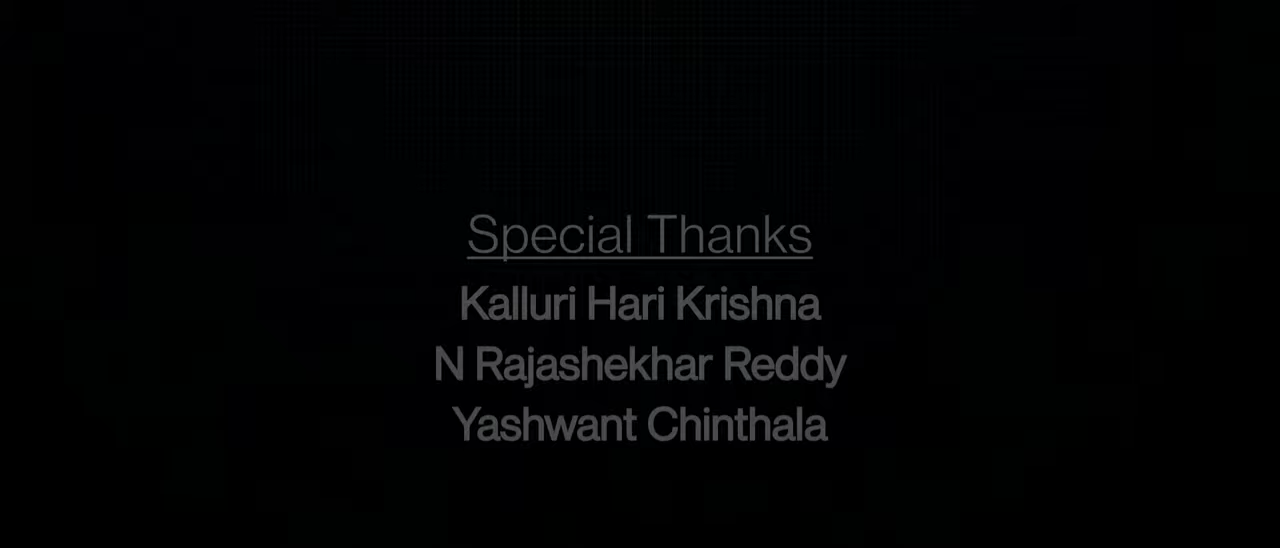 Special Thanks
Kalluri Hari Krishna
N Rajashekhar Reddy
Yashwant Chinthala